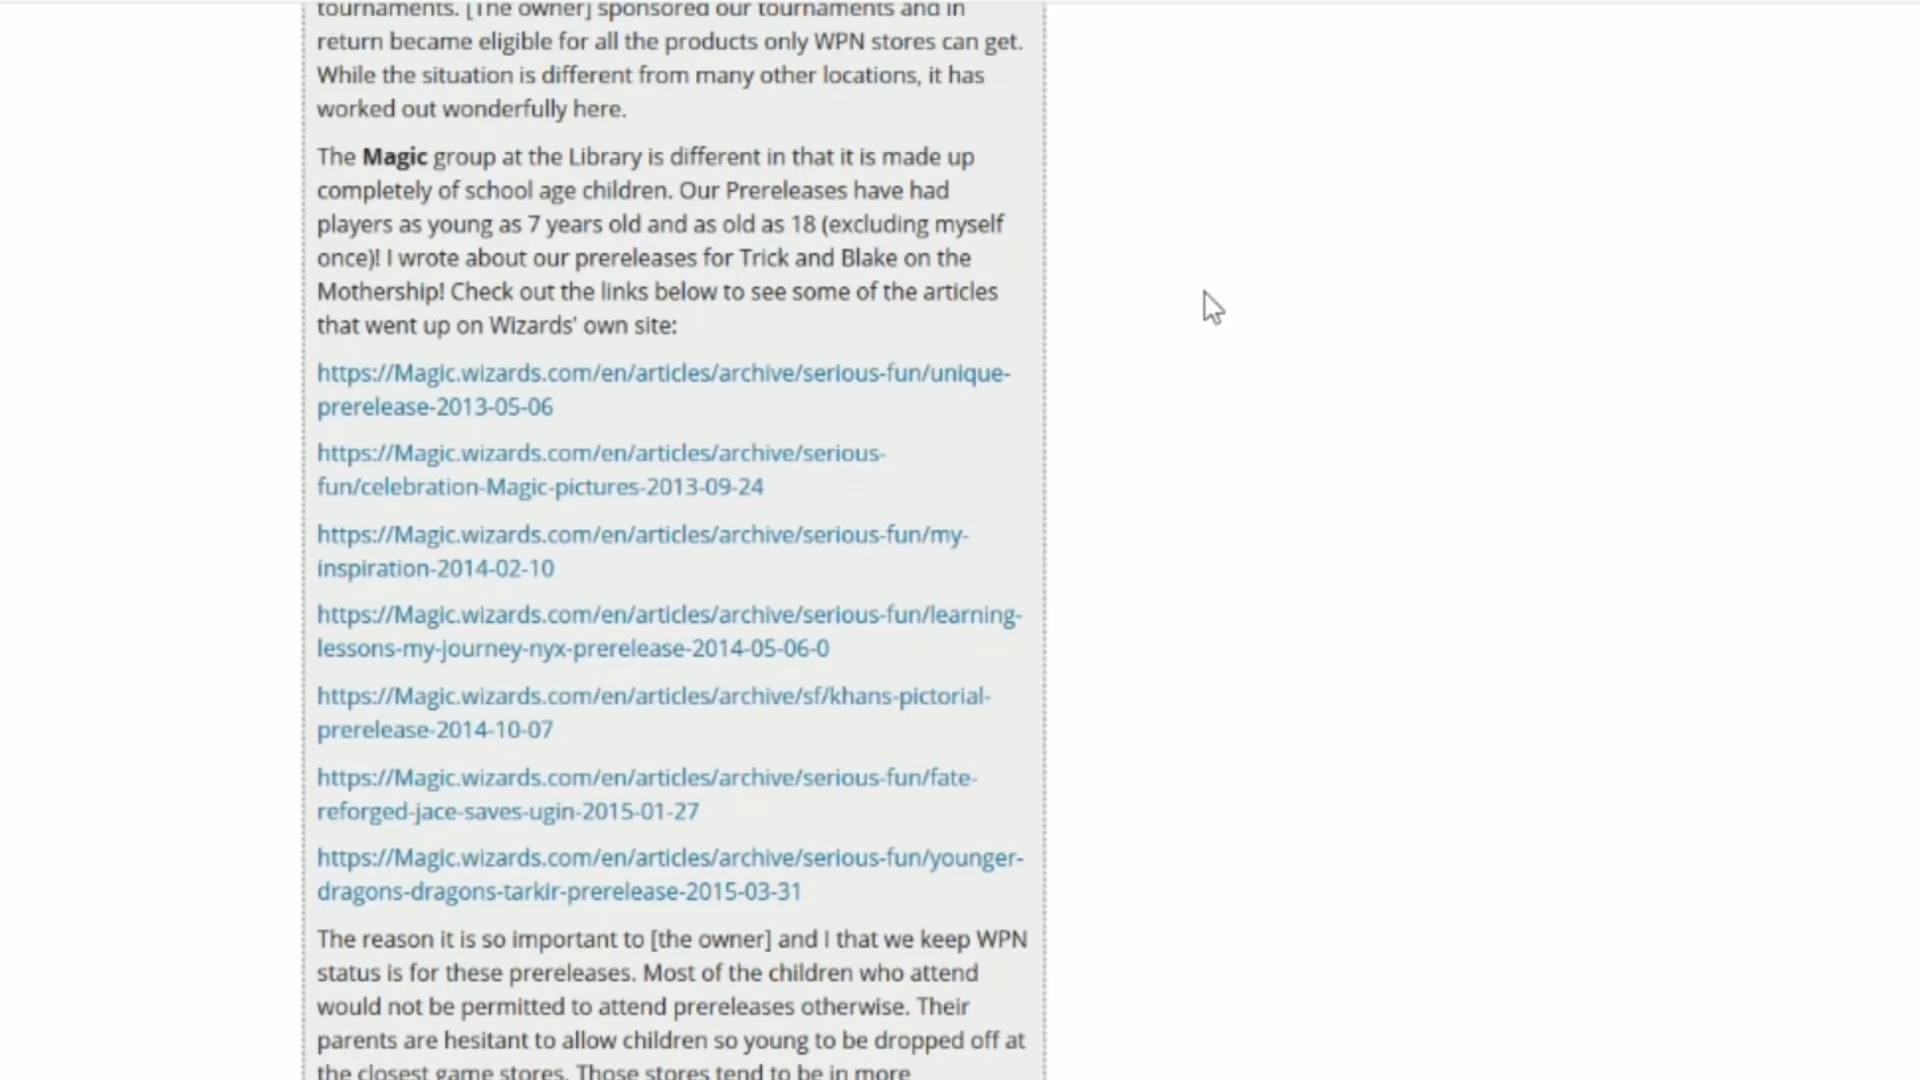 tournaments. [The owner] sponsored our tournaments and in
return became eligible for all the products only WPN stores can get.
While the situation is different from many other locations, it has
worked out wonderfully here.
The Magic group at the Library is different in that it is made up
completely of school age children. Our Prereleases have had
players as young as 7 years old and as old as 18 (excluding myself
once)! I wrote about our prereleases for Trick and Blake on the
Mothership! Check out the links below to see some of the articles
that went up on Wizards' own site:
https://Magic.wizards.com/en/articles/archive/serious-fun/unique-
prerelease-2013-05-06
https://Magic.wizards.com/en/articles/archive/serious-
fun/celebration-Magic-pictures-2013-09-24
https://Magic.wizards.com/en/articles/archive/serious-fun/my-
inspiration-2014-02-10
https://Magic.wizards.com/en/articles/archive/serious-fun/learning-
lessons-my-journey-nyx-prerelease-2014-05-06-0
https://Magic.wizards.com/en/articles/archive/sf/khans-pictorial-
prerelease-2014-10-07
https://Magic.wizards.com/en/articles/archive/serious-fun/fate-
reforged-jace-saves-ugin-2015-01-27
https://Magic.wizards.com/en/articles/archive/serious-fun/younger-
dragons-dragons-tarkir-prerelease-2015-03-31
The reason it is so important to [the owner] and I that we keep WPN
status is for these prereleases. Most of the children who attend
would not be permitted to attend prereleases otherwise. Their
parents are hesitant to allow children so young to be dropped off at
the closest game stores. Those stores tend to be in more